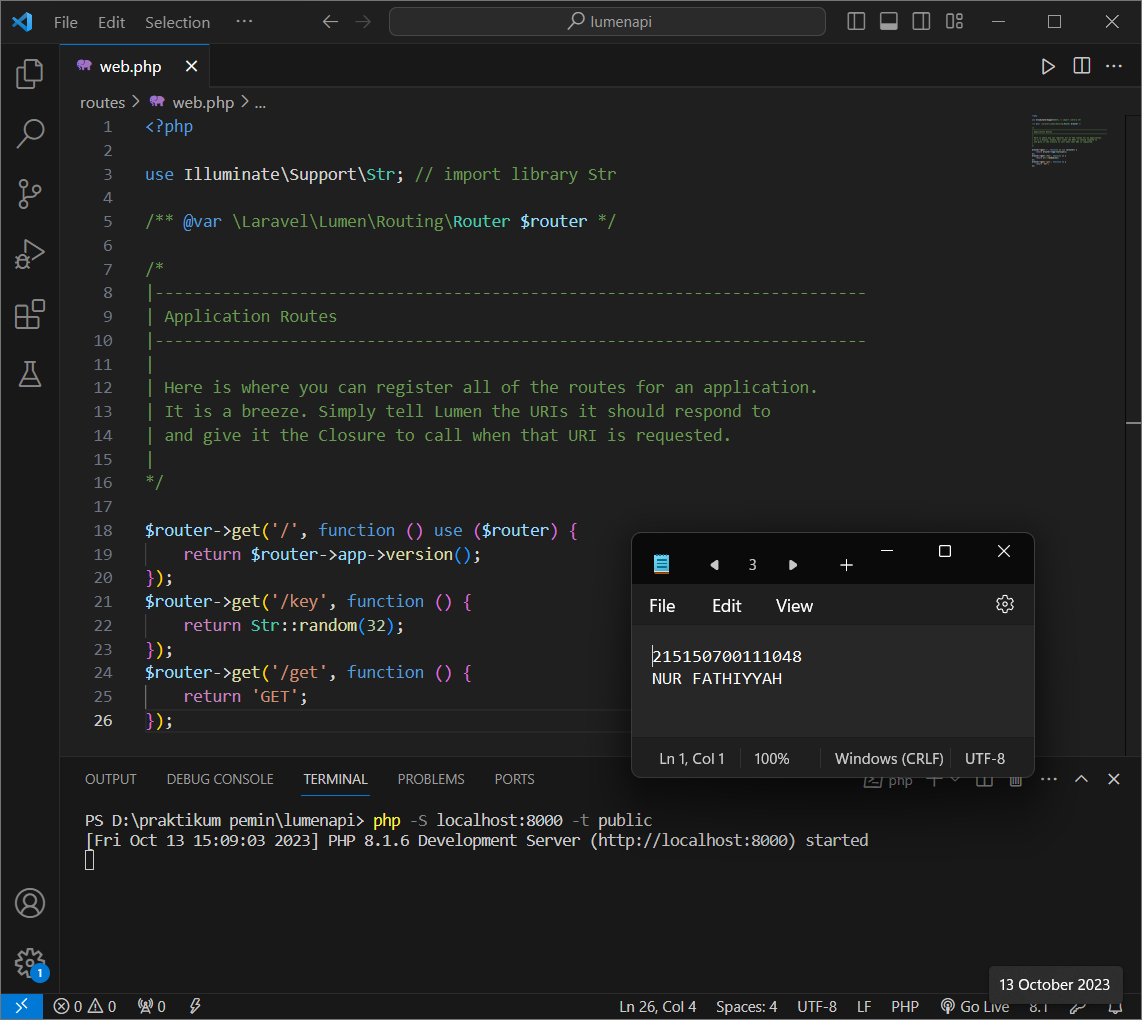 File Edit Selection ··· lumenapi
web.php
routes > web.php > ...
1 <?php
2
3 use Illuminate\Support\Str; // import library Str
4
5 /** @var \Laravel\Lumen\Routing\Router $router */
6
7 /*
8 |--------------------------------------------------------------------------
9 | Application Routes
10 |--------------------------------------------------------------------------
11 |
12 | Here is where you can register all of the routes for an application.
13 | It is a breeze. Simply tell Lumen the URIs it should respond to
14 | and give it the Closure to call when that URI is requested.
15 |
16 */
17
18 $router->get('/', function () use ($router) {
19 return $router->app->version();
20 });
21 $router->get('/key', function () {
22 return Str::random(32);
23 });
24 $router->get('/get', function () {
25 return 'GET';
26 });
3
File Edit View
215150700111048
NUR FATHIYYAH
Ln 1, Col 1 100% Windows (CRLF) UTF-8
OUTPUT DEBUG CONSOLE TERMINAL PROBLEMS PORTS php
PS D:\praktikum pemin\lumenapi> php -S localhost:8000 -t public
[Fri Oct 13 15:09:03 2023] PHP 8.1.6 Development Server (http://localhost:8000) started
1
13 October 2023
0 0 0 Ln 26, Col 4 Spaces: 4 UTF-8 LF PHP Go Live 8.1